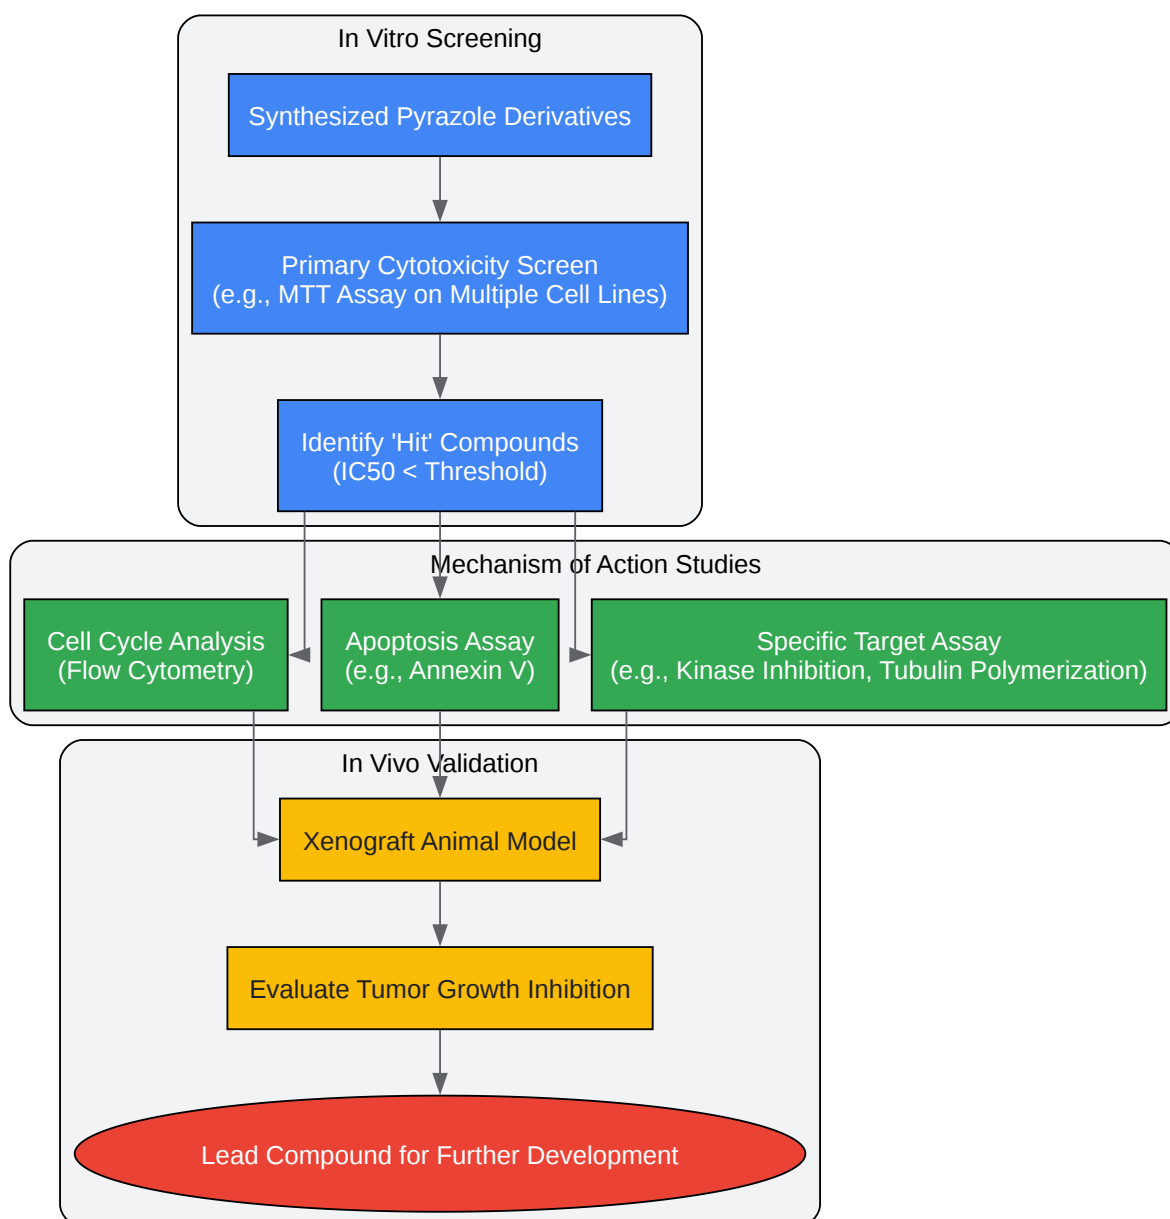 In Vitro Screening
Synthesized Pyrazole Derivatives
Primary Cytotoxicity Screen
(e.g., MTT Assay on Multiple Cell Lines)
Identify 'Hit' Compounds
(IC50 < Threshold)
Mechanism of Action Studies
Cell Cycle Analysis
(Flow Cytometry)
Apoptosis Assay
(e.g., Annexin V)
Specific Target Assay
(e.g., Kinase Inhibition, Tubulin Polymerization)
In Vivo Validation
Xenograft Animal Model
Evaluate Tumor Growth Inhibition
Lead Compound for Further Development